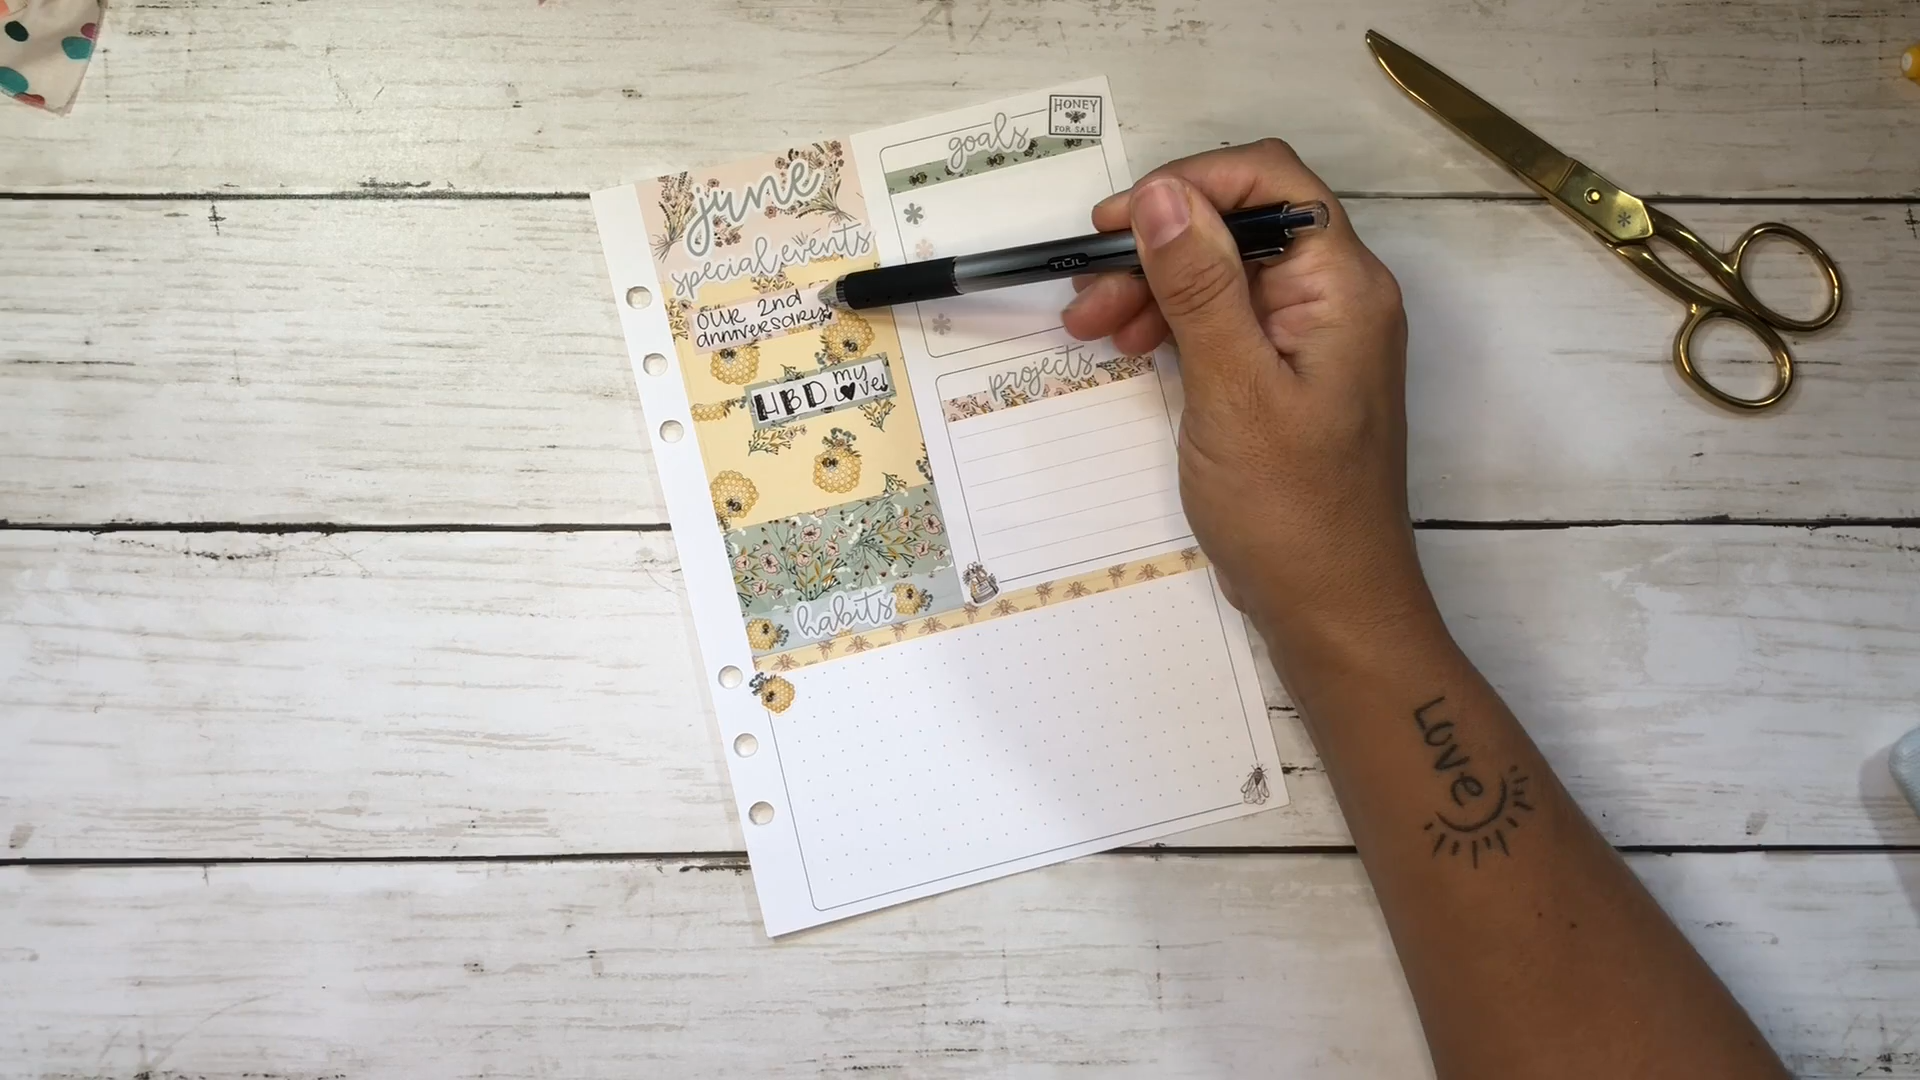 june
special events
OUR 2nd
anniversary
HBD my
love!
habits
goals
HONEY
FOR SALE
projects
TUL
Love